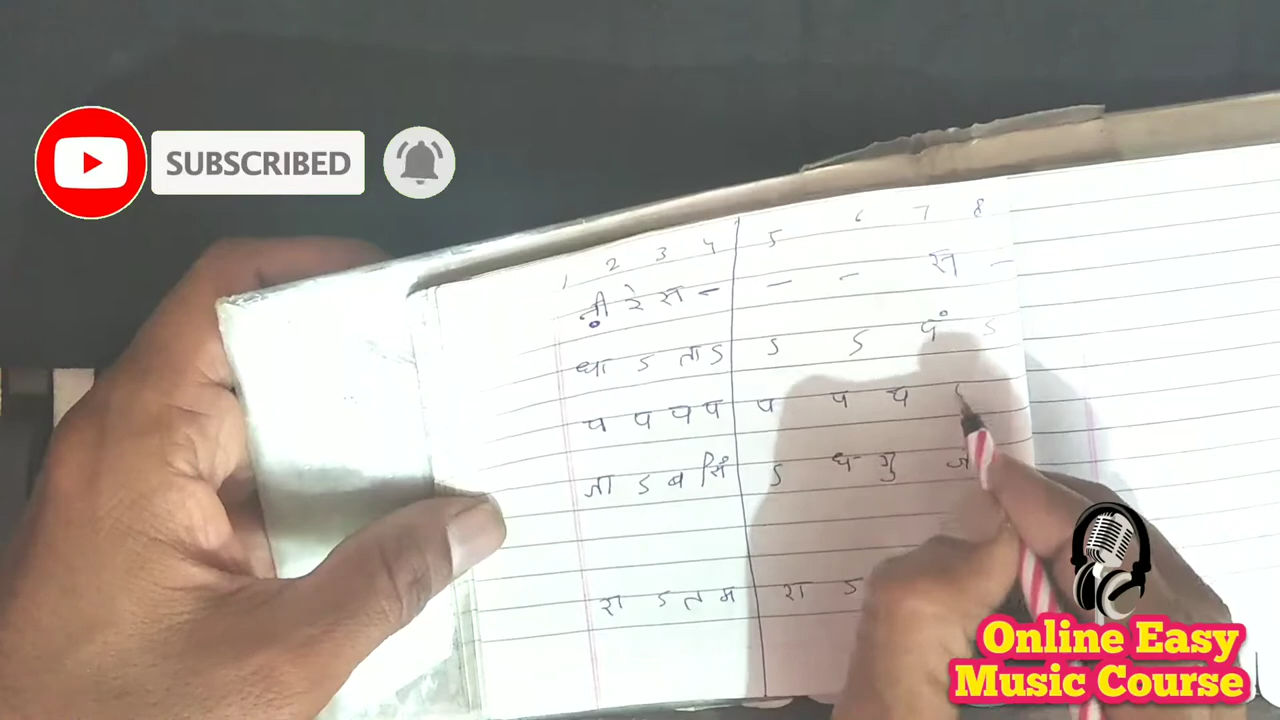 SUBSCRIBED
1 2 3 4 5 6 7 8
ऩी रे स - - - स -
धा ऽ ता ऽ ऽ ऽ पं ऽ
प प प प प प प
जा ऽ ब सिं ऽ ध गु ज
रा ऽ त म रा ऽ
Online Easy
Music Course